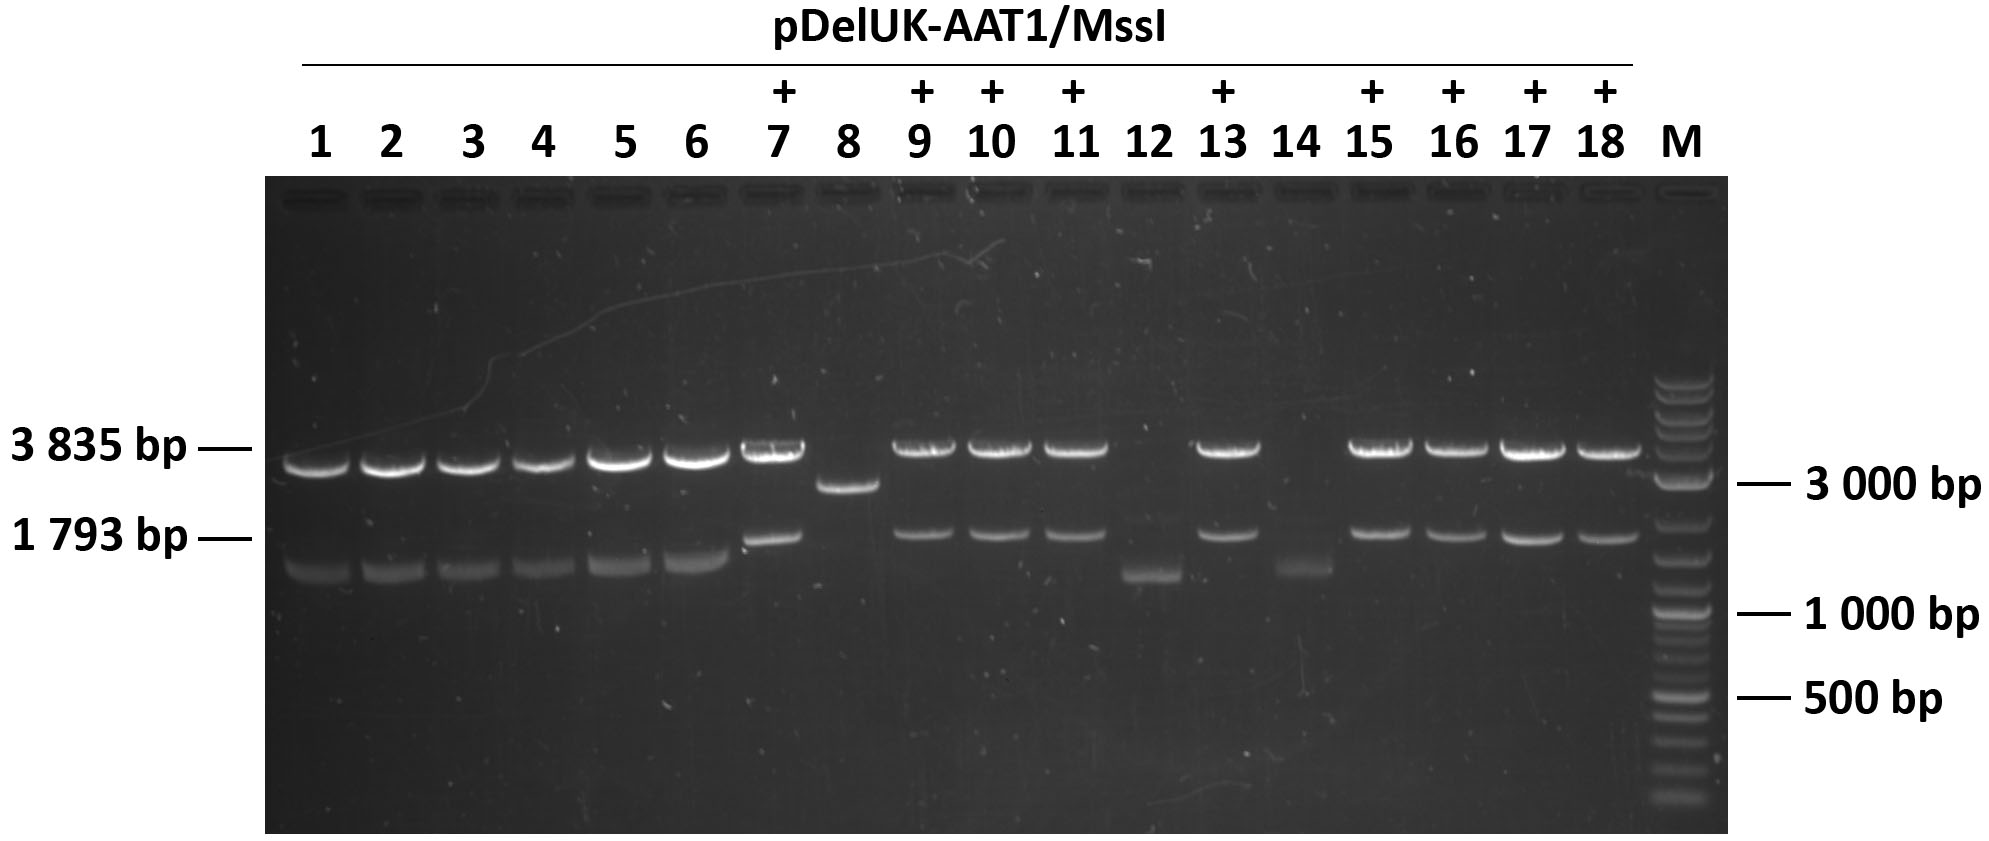 pDelUK-AAT1/MssI
+ + + + + + + + +
1 2 3 4 5 6 7 8 9 10 11 12 13 14 15 16 17 18 M
3 835 bp
1 793 bp
3 000 bp
1 000 bp
500 bp